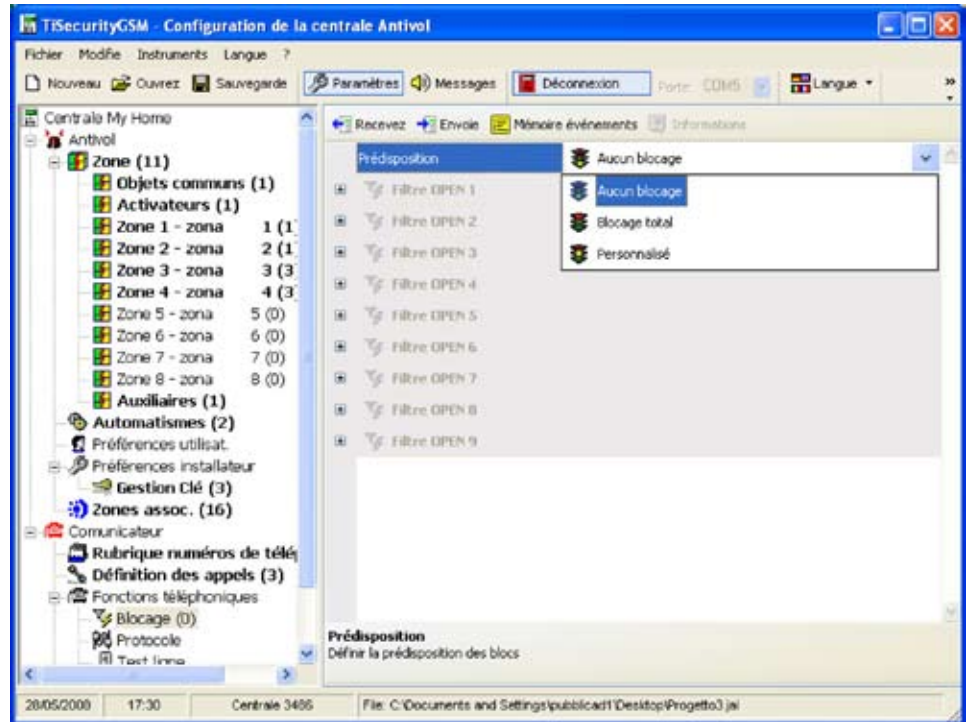 TiSecurityGSM - Configuration de la centrale Antivol
Fichier Modifie Instruments Langue ?
Nouveau Ouvrez Sauvegarde Paramètres Messages Déconnexion Porte: COM5 Langue »
Recevez Envoie Mémoire événements Informations
Centrale My Home
Antivol
Zone (11)
Objets communs (1)
Activateurs (1)
Zone 1 - zona 1 (1
Zone 2 - zona 2 (1
Zone 3 - zona 3 (3
Zone 4 - zona 4 (3
Zone 5 - zona 5 (0)
Zone 6 - zona 6 (0)
Zone 7 - zona 7 (0)
Zone 8 - zona 8 (0)
Auxiliaires (1)
Automatismes (2)
Préférences utilisat.
Préférences installateur
Gestion Clé (3)
Zones assoc. (16)
Comunicateur
Rubrique numéros de télép
Définition des appels (3)
Fonctions téléphoniques
Blocage (0)
Protocole
Test ligne
Prédisposition Aucun blocage
Aucun blocage
Blocage total
Personnalisé
Filtre OPEN 1
Filtre OPEN 2
Filtre OPEN 3
Filtre OPEN 4
Filtre OPEN 5
Filtre OPEN 6
Filtre OPEN 7
Filtre OPEN 8
Filtre OPEN 9
Prédisposition
Définir la prédisposition des blocs
28/05/2008 17:30 Centrale 3486 File: C:\Documents and Settings\pubblicad1\Desktop\Progetto3.jai